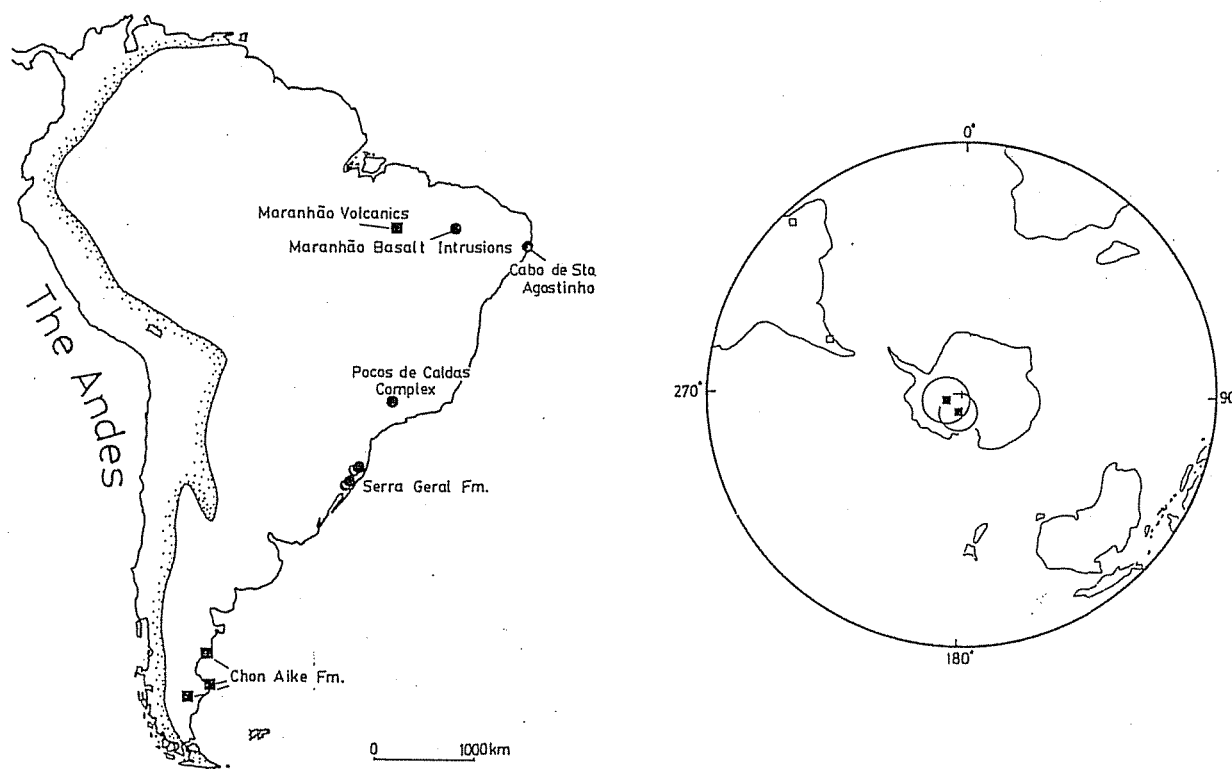 Maranhão Volcanics
Maranhão Basalt Intrusions
Cabo de Sta
Agostinho
The Andes
Pocos de Caldas
Complex
Serra Geral Fm.
Chon Aike Fm.
0 1000km
0°
270°
90
180°